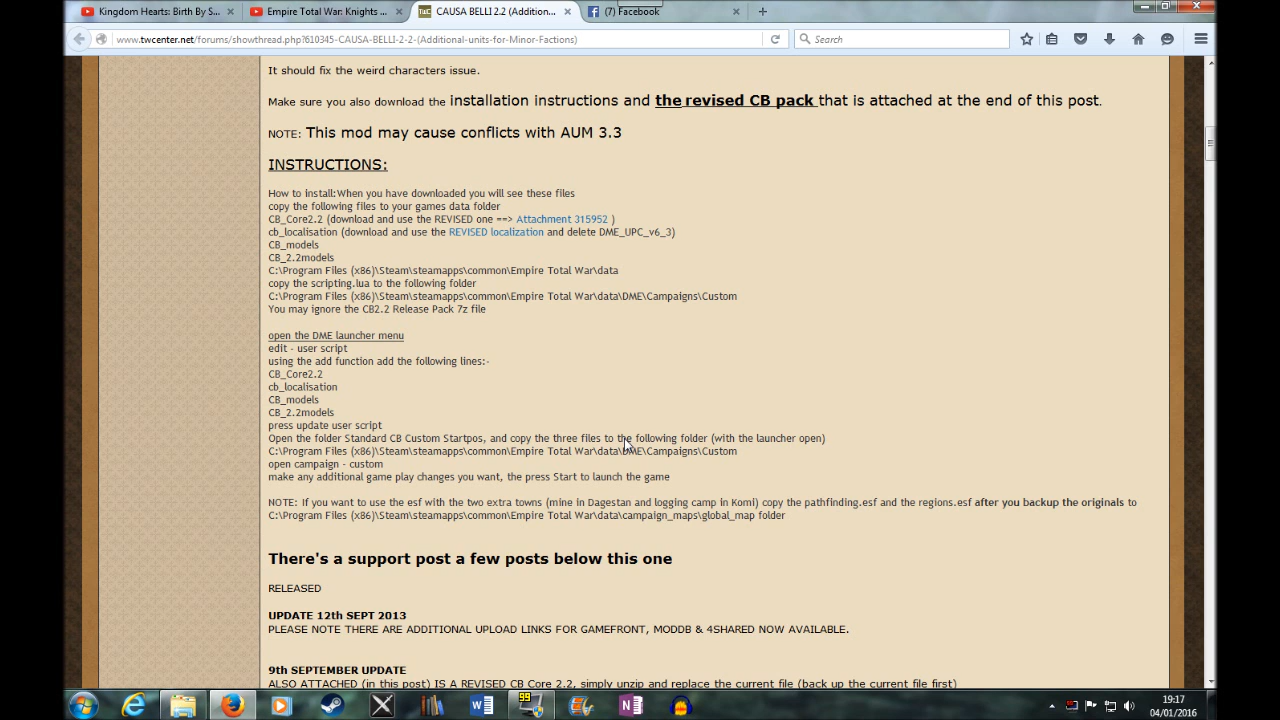 Kingdom Hearts: Birth By S...
Empire Total War: Knights ...
CAUSA BELLI 2.2 (Addition...
(7) Facebook
www.twcenter.net/forums/showthread.php?610345-CAUSA-BELLI-2-2-(Additional-units-for-Minor-Factions)
Search
It should fix the weird characters issue.
Make sure you also download the installation instructions and the revised CB pack that is attached at the end of this post.
NOTE: This mod may cause conflicts with AUM 3.3
INSTRUCTIONS:
How to install:When you have downloaded you will see these files
copy the following files to your games data folder
CB_Core2.2 (download and use the REVISED one ==> Attachment 315952 )
cb_localisation (download and use the REVISED localization and delete DME_UPC_v6_3)
CB_models
CB_2.2models
C:\Program Files (x86)\Steam\steamapps\common\Empire Total War\data
copy the scripting.lua to the following folder
C:\Program Files (x86)\Steam\steamapps\common\Empire Total War\data\DME\Campaigns\Custom
You may ignore the CB2.2 Release Pack 7z file
open the DME launcher menu
edit - user script
using the add function add the following lines:-
CB_Core2.2
cb_localisation
CB_models
CB_2.2models
press update user script
Open the folder Standard CB Custom Startpos, and copy the three files to the following folder (with the launcher open)
C:\Program Files (x86)\Steam\steamapps\common\Empire Total War\data\DME\Campaigns\Custom
open campaign - custom
make any additional game play changes you want, the press Start to launch the game
NOTE: If you want to use the esf with the two extra towns (mine in Dagestan and logging camp in Komi) copy the pathfinding.esf and the regions.esf after you backup the originals to
C:\Program Files (x86)\Steam\steamapps\common\Empire Total War\data\campaign_maps\global_map folder
There's a support post a few posts below this one
RELEASED
UPDATE 12th SEPT 2013
PLEASE NOTE THERE ARE ADDITIONAL UPLOAD LINKS FOR GAMEFRONT, MODDB & 4SHARED NOW AVAILABLE.
9th SEPTEMBER UPDATE
ALSO ATTACHED (in this post) IS A REVISED CB Core 2.2, simply unzip and replace the current file (back up the current file first)
99
19:17
04/01/2016